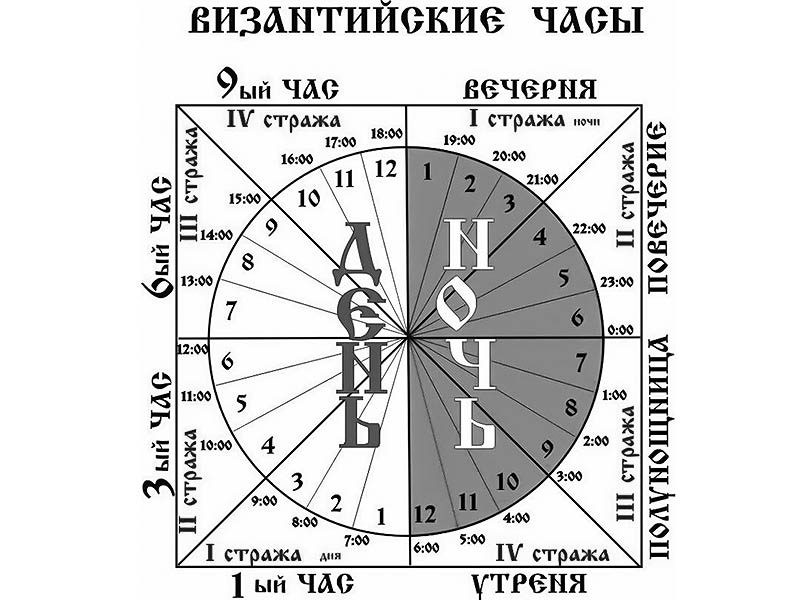 ВИЗАНТИЙСКИЕ ЧАСЫ
9ый ЧАС
ВЕЧЕРНЯ
IV стража
I стража ночи
18:00
17:00
16:00
15:00
14:00
13:00
12:00
11:00
10:00
9:00
8:00
7:00
19:00
20:00
21:00
22:00
23:00
0:00
1:00
2:00
3:00
4:00
5:00
6:00
12
11
10
9
8
7
6
5
4
3
2
1
1
2
3
4
5
6
7
8
9
10
11
12
ДЕНЬ
НОЧЬ
III стража
6ый ЧАС
II стража
ПОВЕЧЕРИЕ
3ый ЧАС
II стража
III стража
ПОЛУНОЩНИЦА
I стража дня
IV стража
1ый ЧАС
УТРЕНЯ